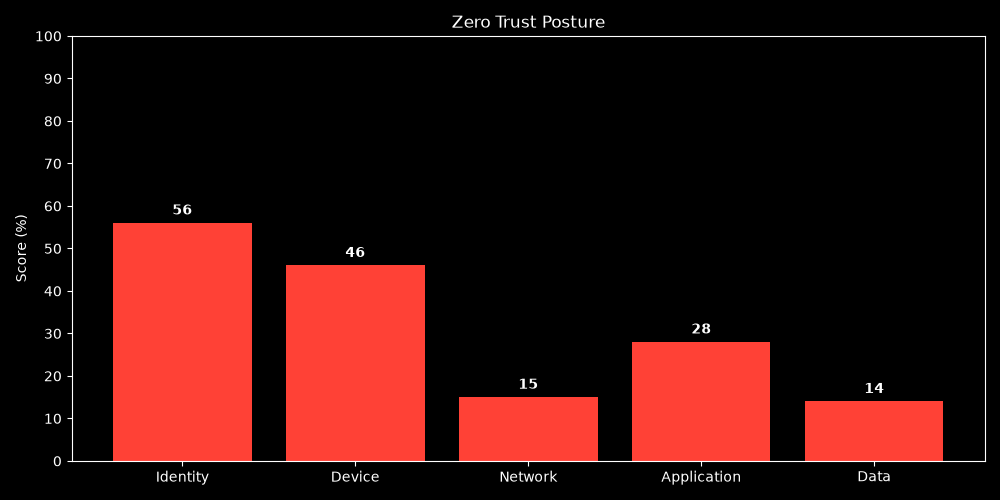 Zero Trust Posture
Score (%)
100
90
80
70
60
50
40
30
20
10
0
56
46
15
28
14
Identity
Device
Network
Application
Data